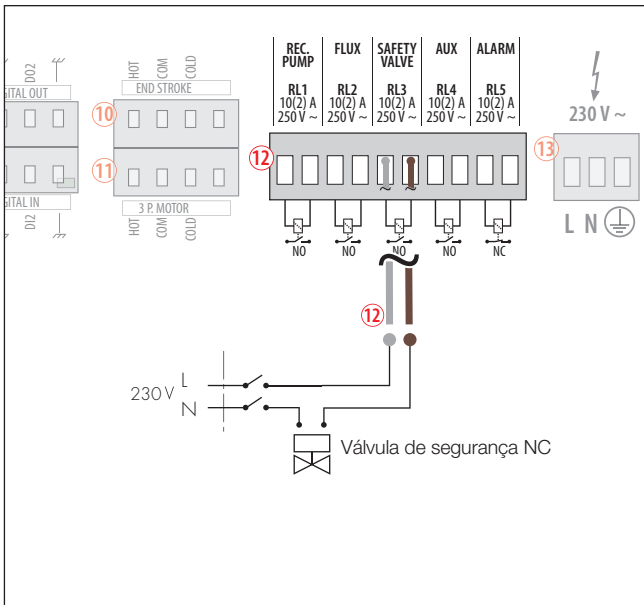 REC. PUMP
FLUX
SAFETY VALVE
AUX
ALARM
RL1 10(2) A 250 V ~
RL2 10(2) A 250 V ~
RL3 10(2) A 250 V ~
RL4 10(2) A 250 V ~
RL5 10(2) A 250 V ~
DO2
GITAL OUT
HOT COM COLD
END STROKE
10
11
12
13
230 V ~
GITAL IN
DI2
3 P. MOTOR
HOT COM COLD
L N
NO NO NO NO NC
12
230 V L
N
Válvula de segurança NC